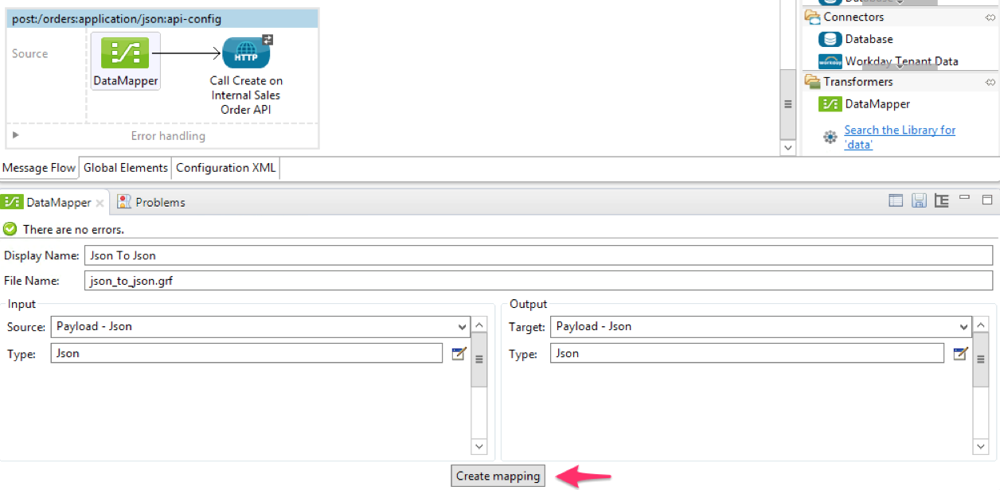 post:/orders:application/json:api-config
Source
DataMapper
HTTP
Call Create on
Internal Sales
Order API
Error handling
Connectors
Database
workday. Workday Tenant Data
Transformers
DataMapper
Search the Library for
'data'
Message Flow Global Elements Configuration XML
DataMapper Problems
There are no errors.
Display Name: Json To Json
File Name: json_to_json.grf
Input
Source: Payload - Json
Type: Json
Output
Target: Payload - Json
Type: Json
Create mapping